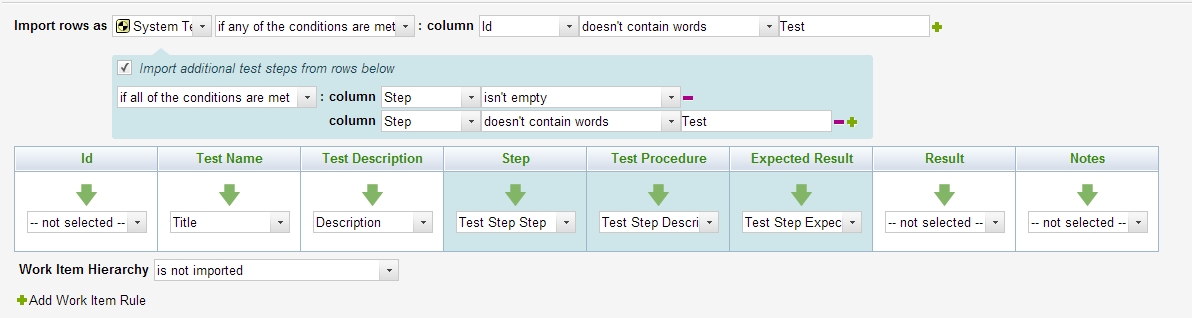 Import rows as System Te if any of the conditions are met : column Id doesn't contain words Test
Import additional test steps from rows below
if all of the conditions are met : column Step isn't empty
column Step doesn't contain words Test
Id Test Name Test Description Step Test Procedure Expected Result Result Notes
-- not selected -- Title Description Test Step Step Test Step Descri Test Step Expec -- not selected -- -- not selected --
Work Item Hierarchy is not imported
Add Work Item Rule